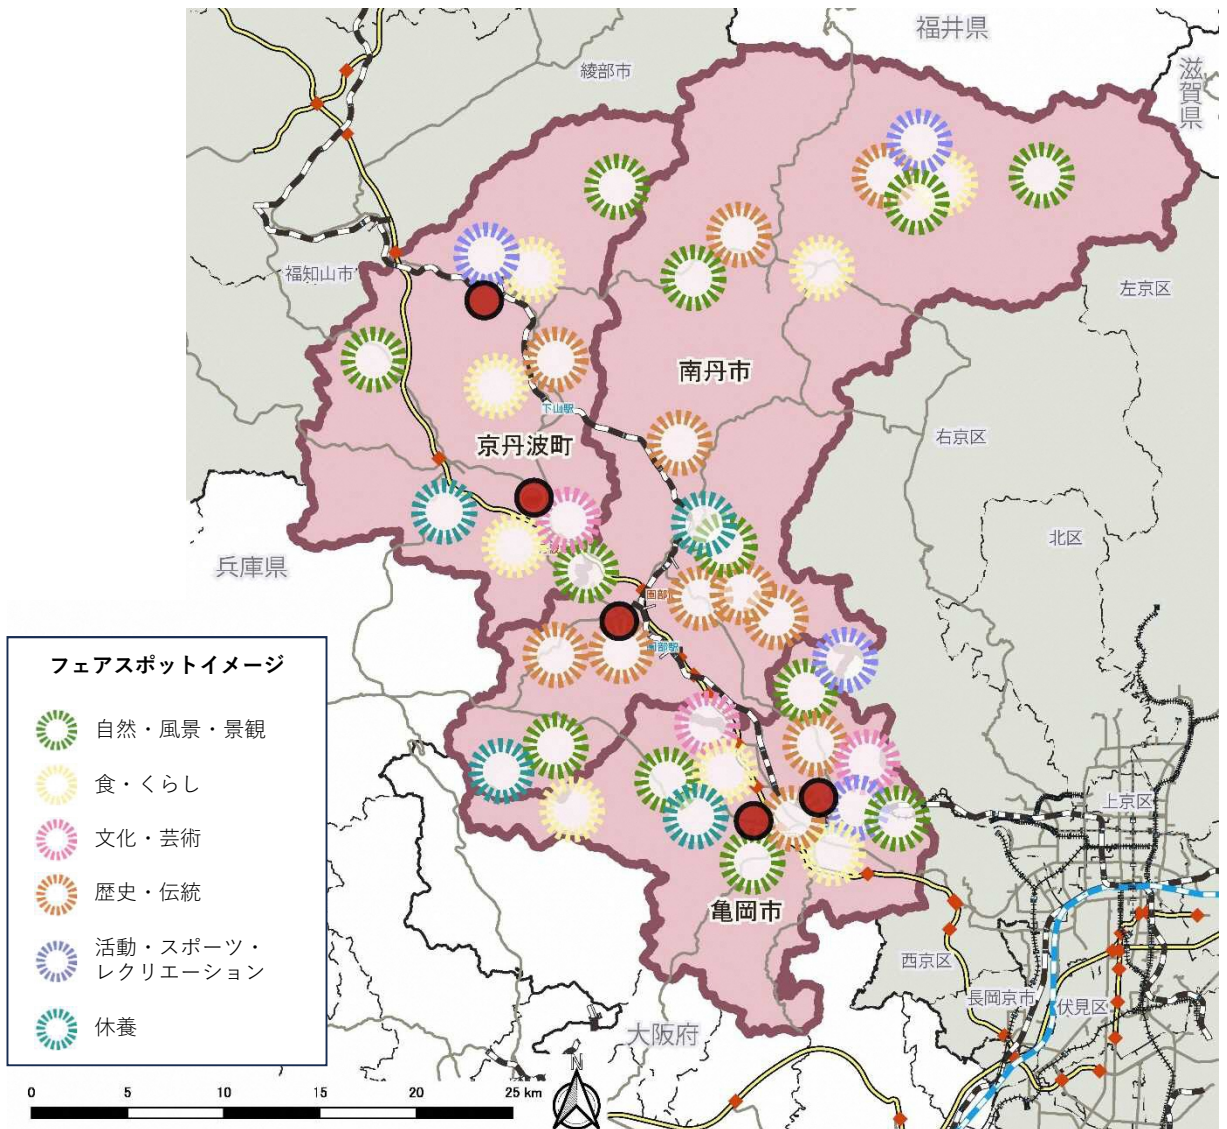 福井県
滋賀県
綾部市
福知山市
左京区
南丹市
下山駅
右京区
京丹波町
北区
兵庫県
園部
園部駅
フェアスポットイメージ
自然・風景・景観
食・くらし
文化・芸術
歴史・伝統
活動・スポーツ・
レクリエーション
休養
上京区
亀岡市
西京区
長岡京市
伏見区
大阪府
N
0 5 10 15 20 25 km